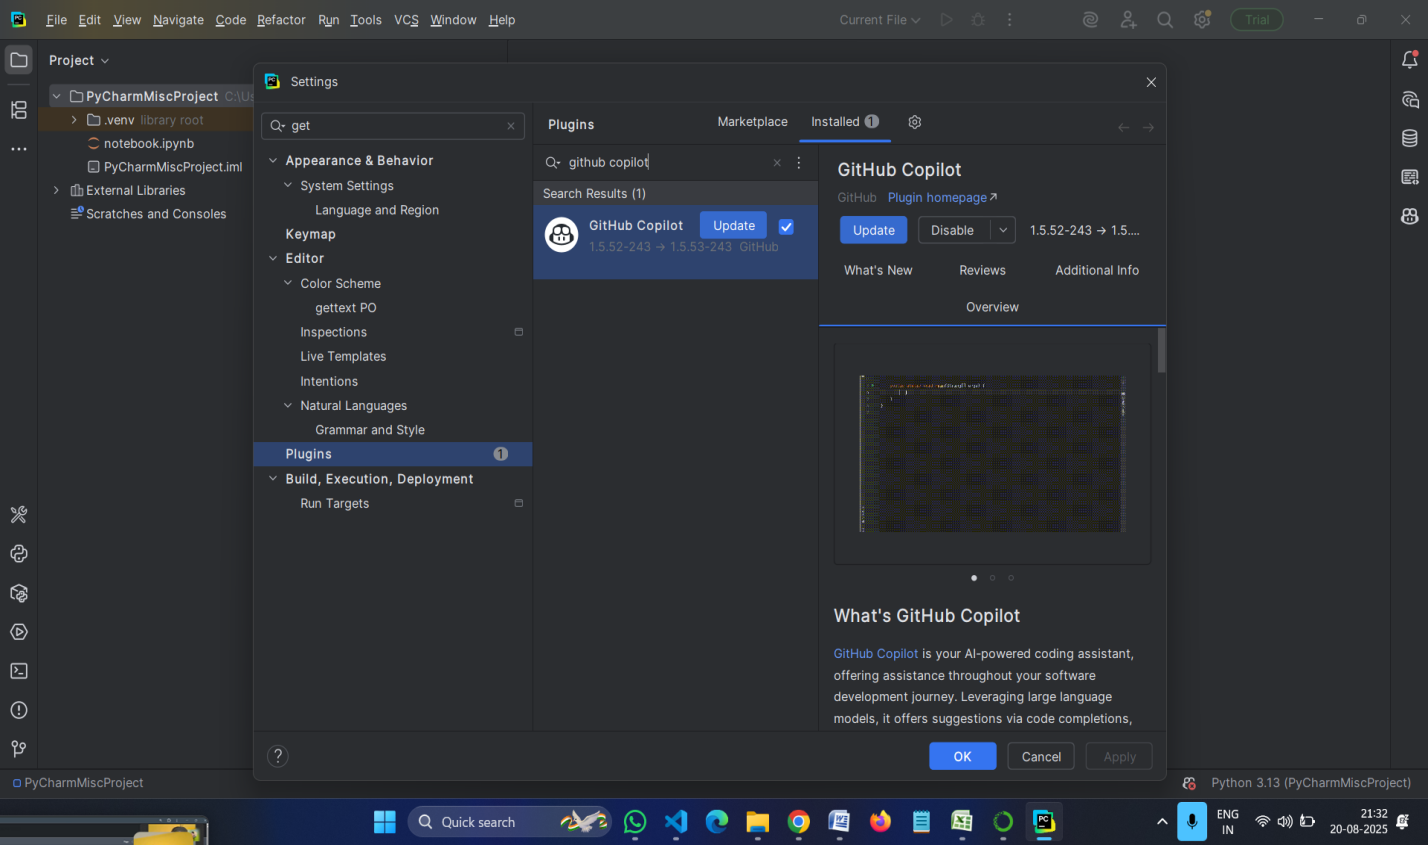 File Edit View Navigate Code Refactor Run Tools VCS Window Help
Current File
Trial
Project
PyCharmMiscProject C:\Us
.venv library root
notebook.ipynb
PyCharmMiscProject.iml
External Libraries
Scratches and Consoles
Settings
get
Appearance & Behavior
System Settings
Language and Region
Keymap
Editor
Color Scheme
gettext PO
Inspections
Live Templates
Intentions
Natural Languages
Grammar and Style
Plugins 1
Build, Execution, Deployment
Run Targets
Plugins
Marketplace
Installed 1
github copilot
Search Results (1)
GitHub Copilot
Update
1.5.52-243 → 1.5.53-243 GitHub
GitHub Copilot
GitHub Plugin homepage ↗
Update
Disable
1.5.52-243 → 1.5....
What's New
Reviews
Additional Info
Overview
What's GitHub Copilot
GitHub Copilot is your AI-powered coding assistant,
offering assistance throughout your software
development journey. Leveraging large language
models, it offers suggestions via code completions,
?
OK
Cancel
Apply
PyCharmMiscProject
Python 3.13 (PyCharmMiscProject)
Quick search
ENG
IN
21:32
20-08-2025